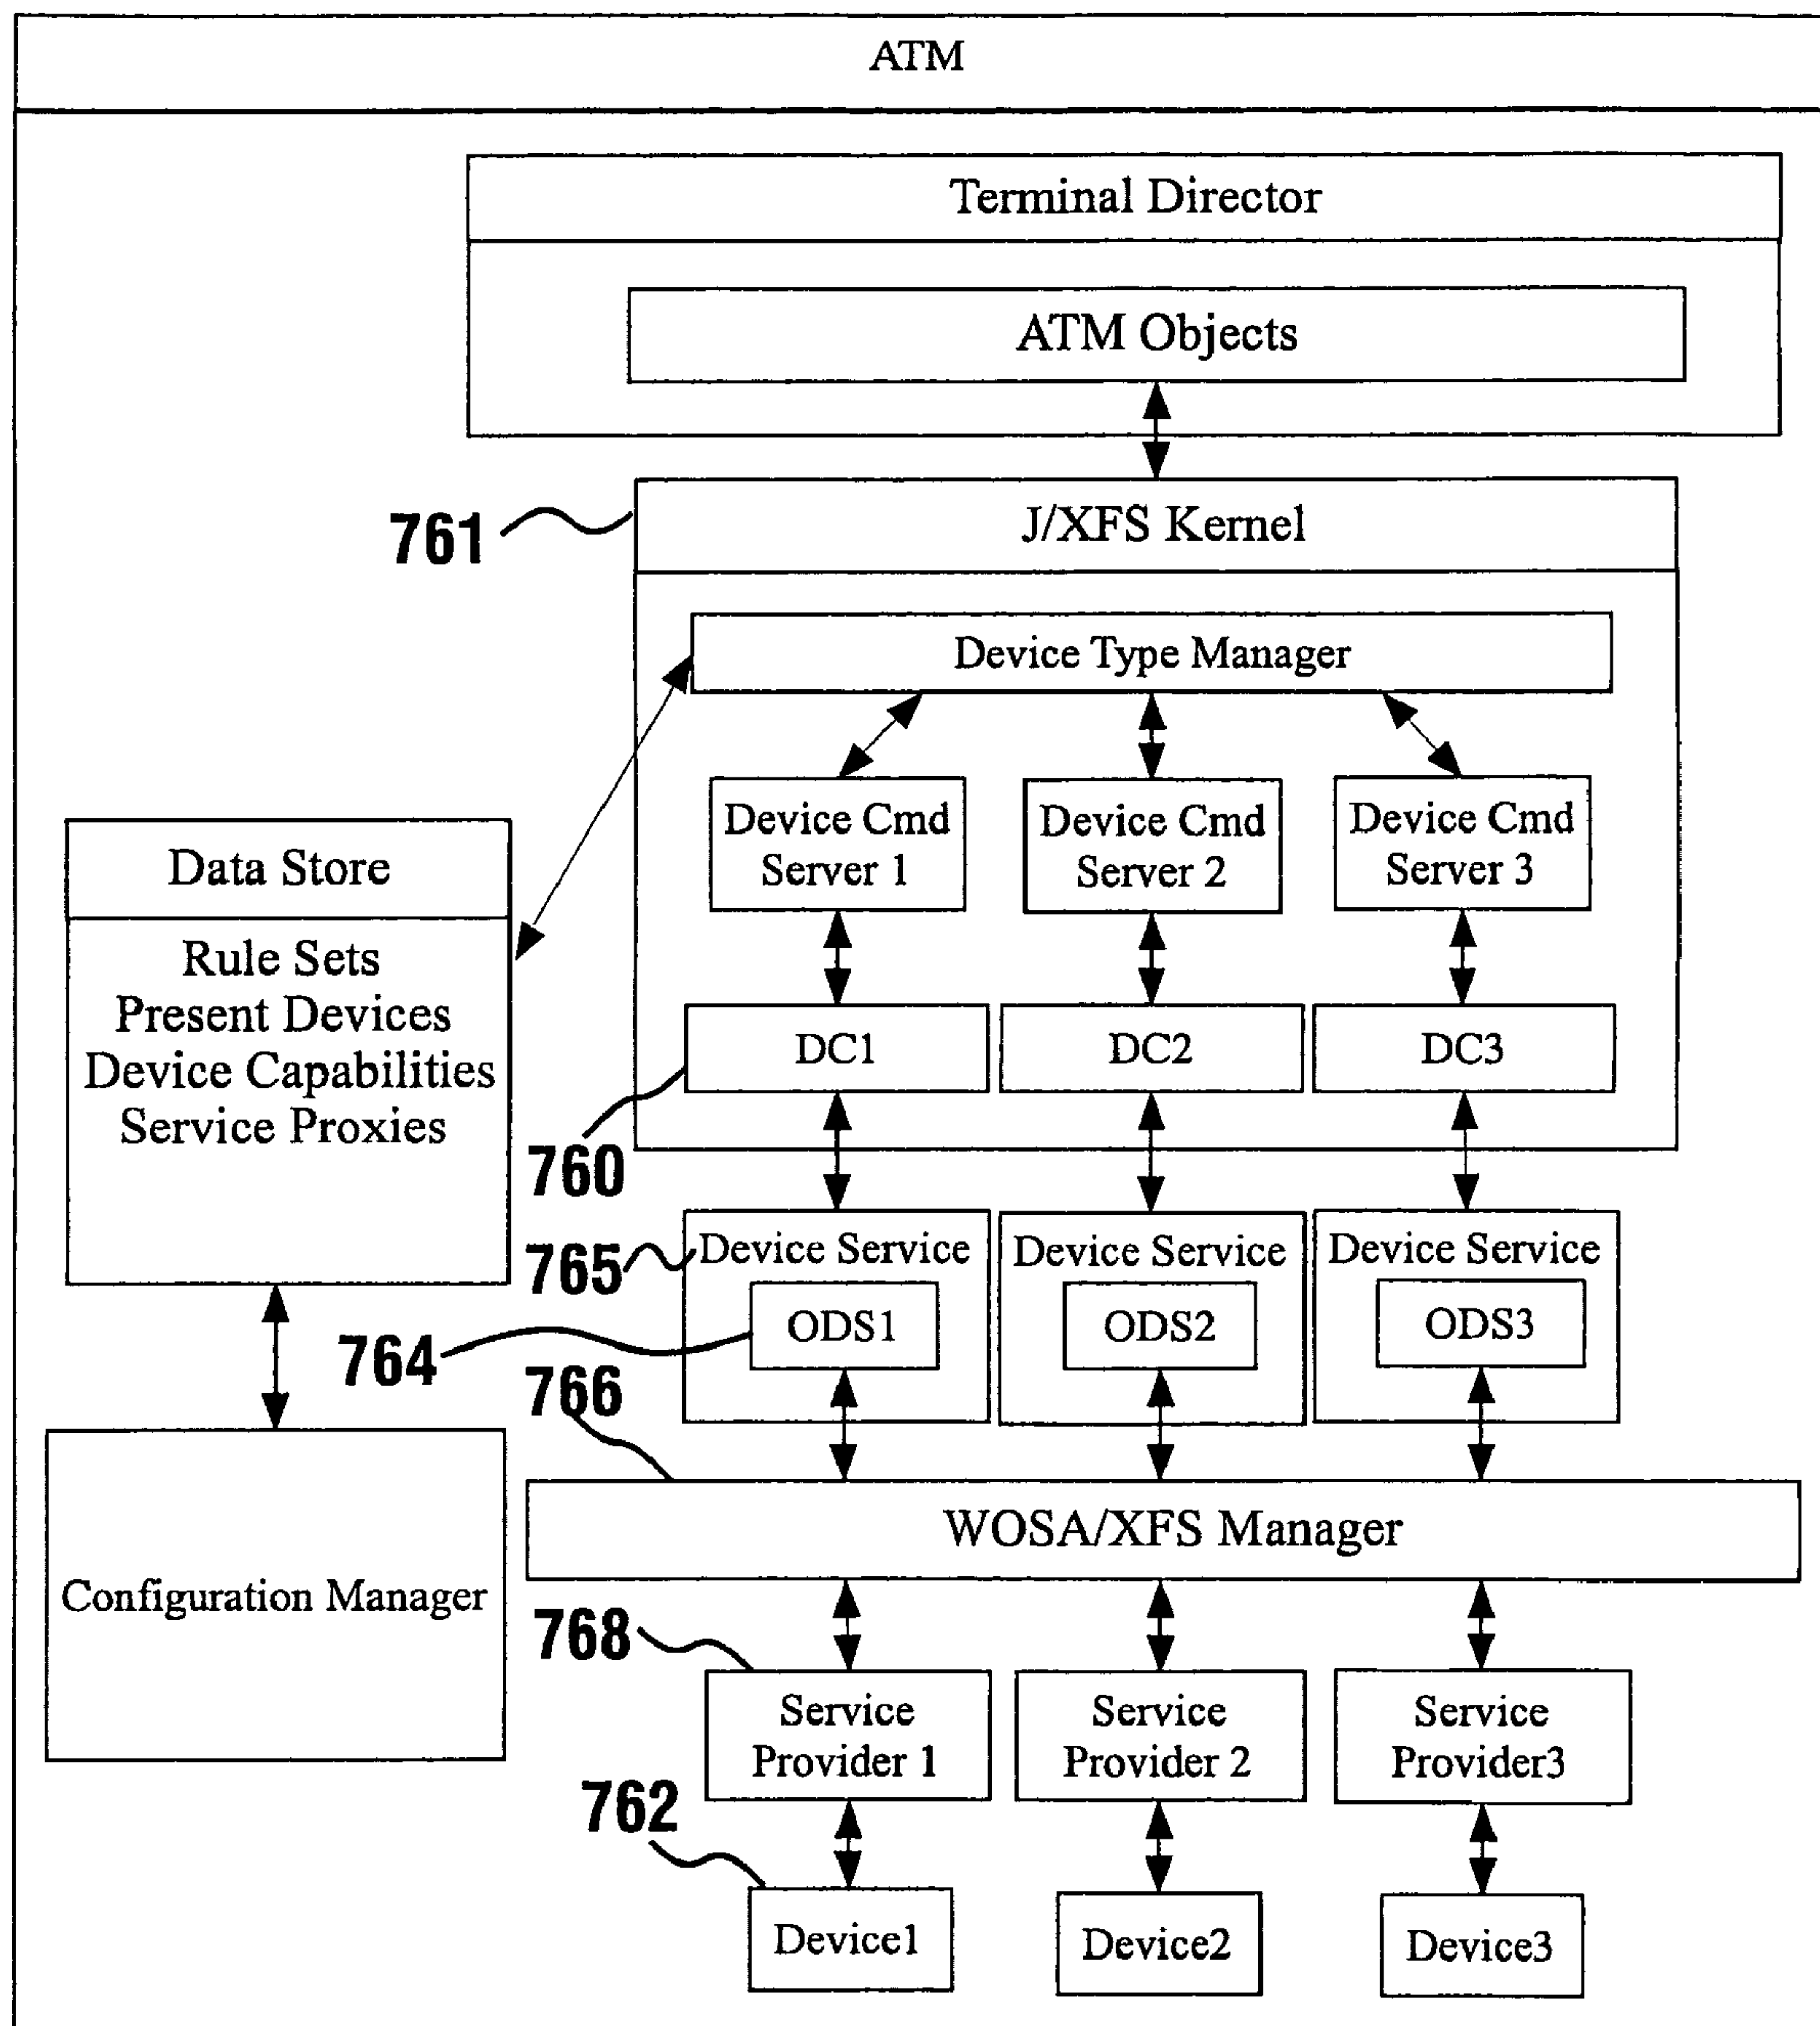 ATM
Terminal Director
ATM Objects
761
J/XFS Kernel
Device Type Manager
Device Cmd
Server 1
Device Cmd
Server 2
Device Cmd
Server 3
Data Store
Rule Sets
Present Devices
Device Capabilities
Service Proxies
DC1
DC2
DC3
760
765
Device Service
ODS1
Device Service
ODS2
Device Service
ODS3
764
766
WOSA/XFS Manager
Configuration Manager
768
Service
Provider 1
Service
Provider 2
Service
Provider3
762
Device1
Device2
Device3